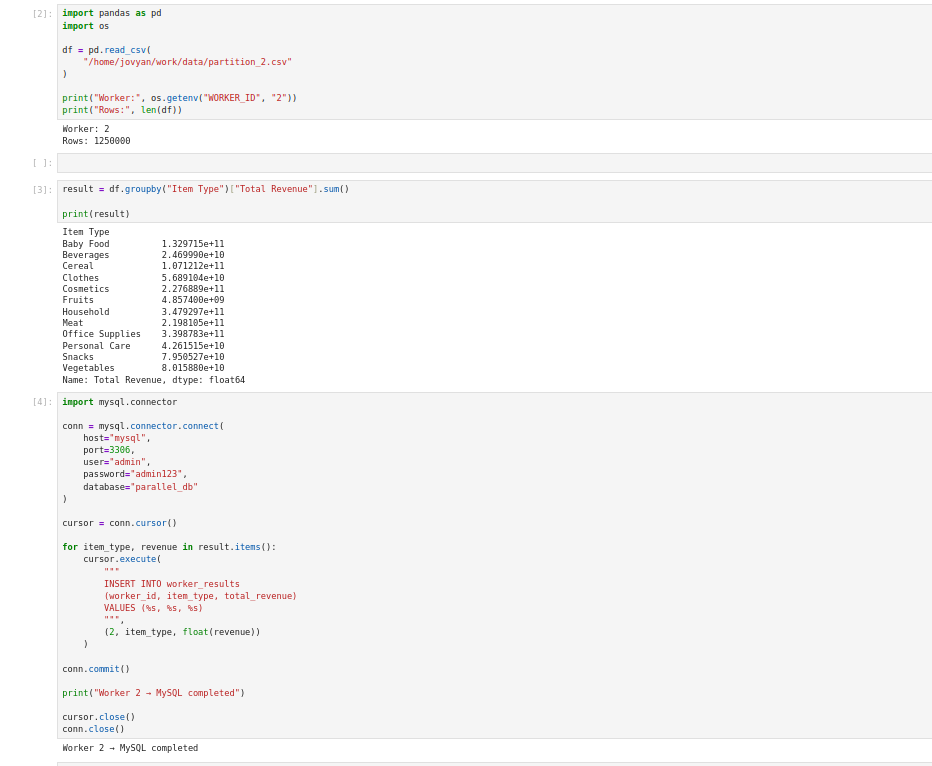 [2]:
import pandas as pd
import os
df = pd.read_csv(
    "/home/jovyan/work/data/partition_2.csv"
)
print("Worker:", os.getenv("WORKER_ID", "2"))
print("Rows:", len(df))
Worker: 2
Rows: 1250000
[ ]:
[3]:
result = df.groupby("Item Type")["Total Revenue"].sum()
print(result)
Item Type
Baby Food          1.329715e+11
Beverages          2.469990e+10
Cereal             1.071212e+11
Clothes            5.689104e+10
Cosmetics          2.276889e+11
Fruits             4.857400e+09
Household          3.479297e+11
Meat               2.198105e+11
Office Supplies    3.398783e+11
Personal Care      4.261515e+10
Snacks             7.950527e+10
Vegetables         8.015880e+10
Name: Total Revenue, dtype: float64
[4]:
import mysql.connector
conn = mysql.connector.connect(
    host="mysql",
    port=3306,
    user="admin",
    password="admin123",
    database="parallel_db"
)
cursor = conn.cursor()
for item_type, revenue in result.items():
    cursor.execute(
        """
        INSERT INTO worker_results
        (worker_id, item_type, total_revenue)
        VALUES (%s, %s, %s)
        """,
        (2, item_type, float(revenue))
    )
conn.commit()
print("Worker 2 → MySQL completed")
cursor.close()
conn.close()
Worker 2 → MySQL completed